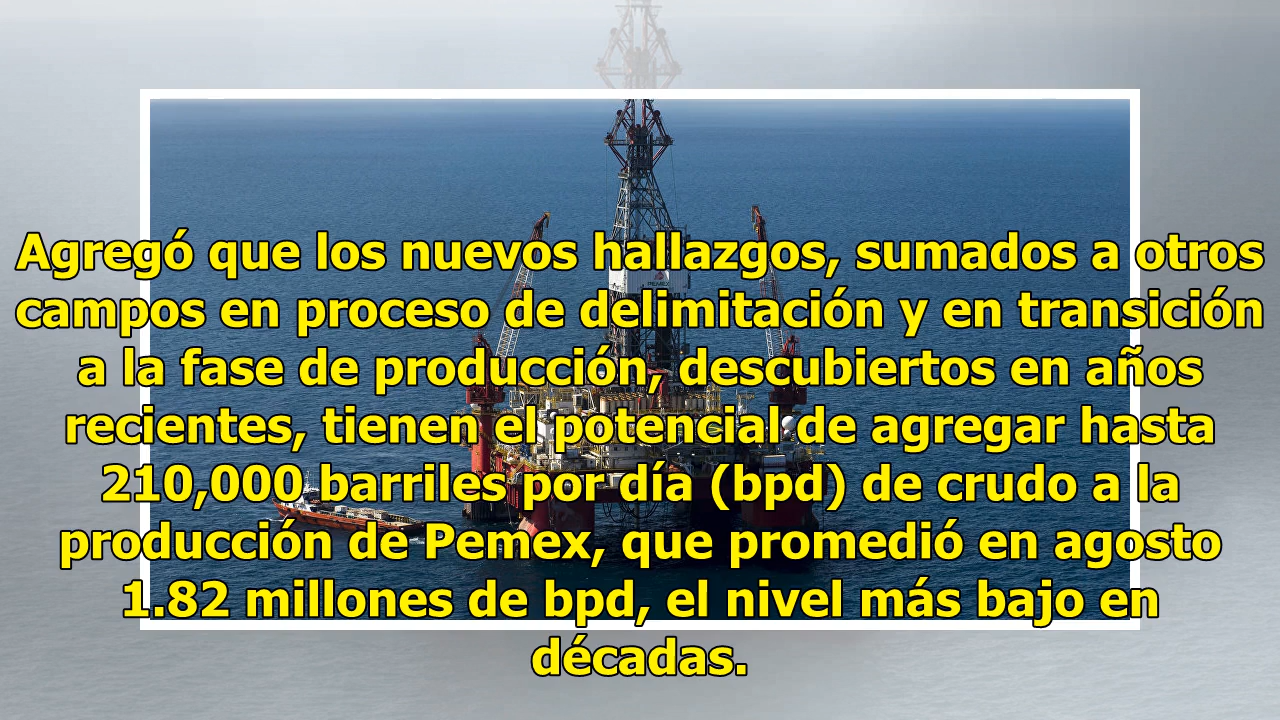 Agregó que los nuevos hallazgos, sumados a otros
campos en proceso de delimitación y en transición
a la fase de producción, descubiertos en años
recientes, tienen el potencial de agregar hasta
210,000 barriles por día (bpd) de crudo a la
producción de Pemex, que promedió en agosto
1.82 millones de bpd, el nivel más bajo en
décadas.
PEMEX